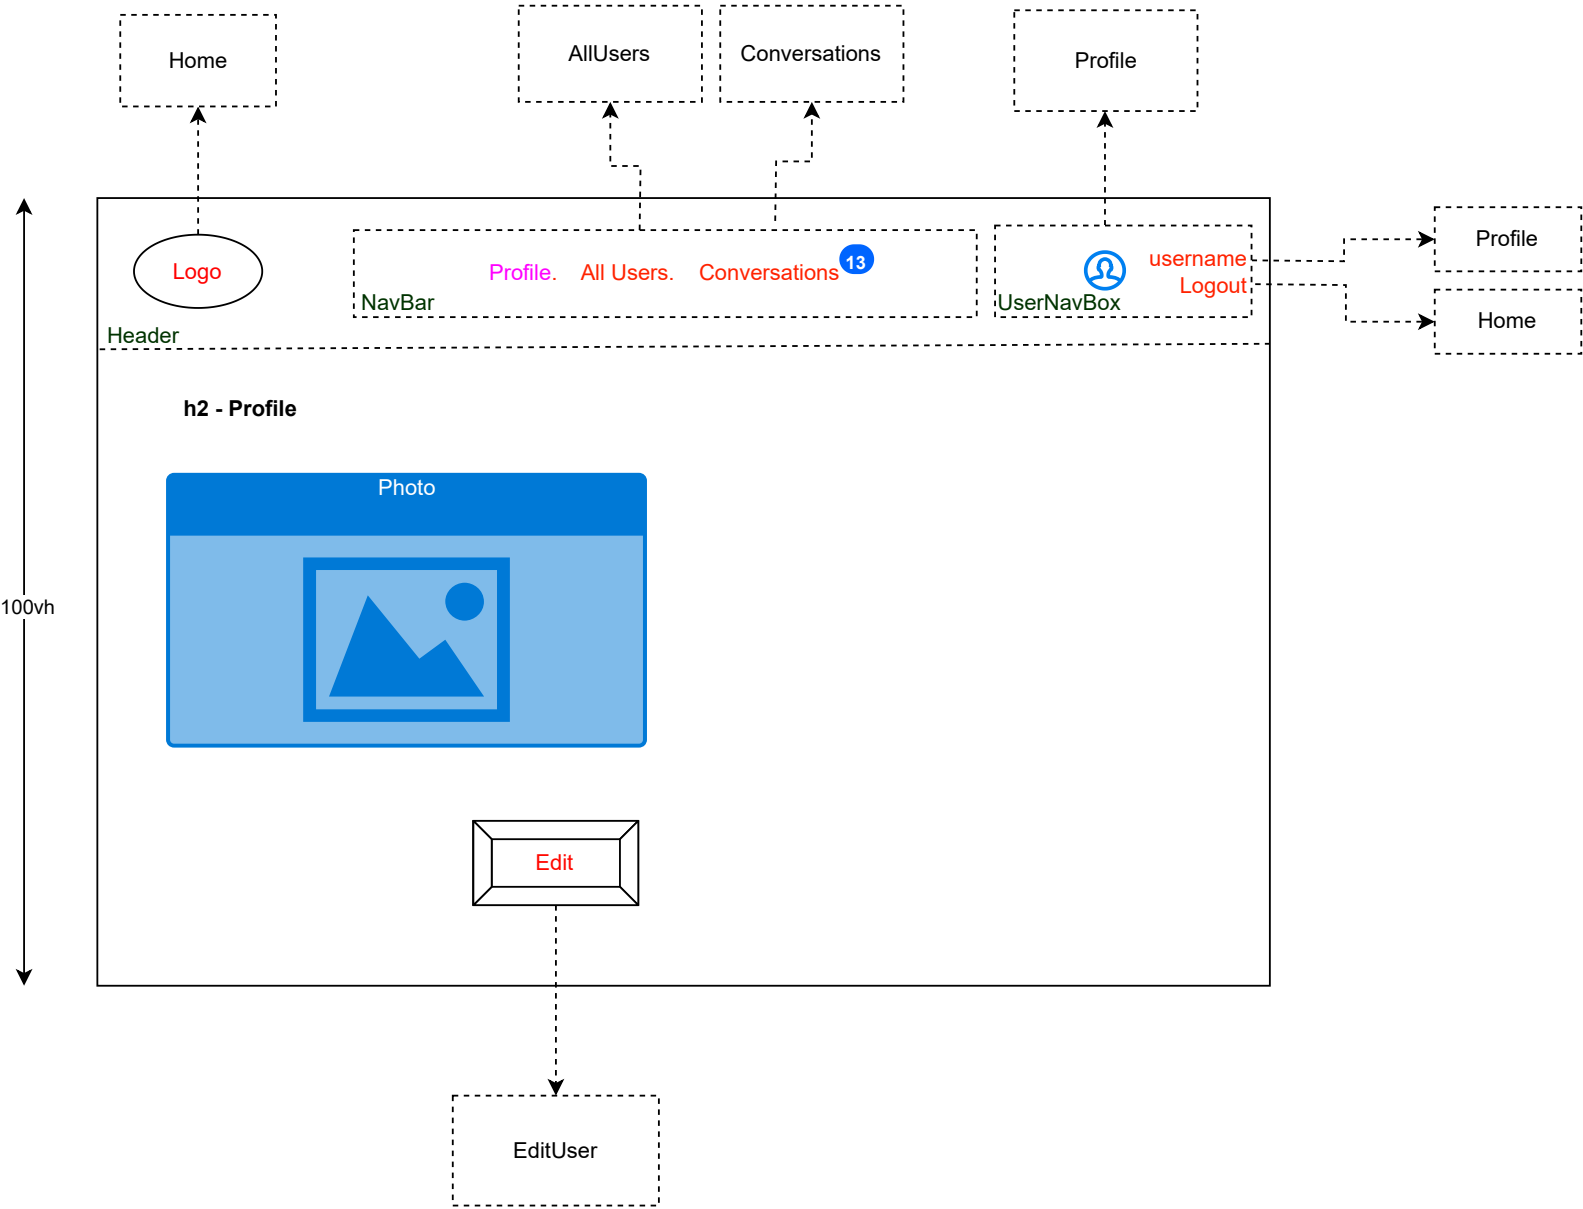 Home
AllUsers
Conversations
Profile
Logo
Profile. All Users. Conversations
13
NavBar
username
Logout
UserNavBox
Profile
Home
Header
h2 - Profile
Photo
100vh
Edit
EditUser